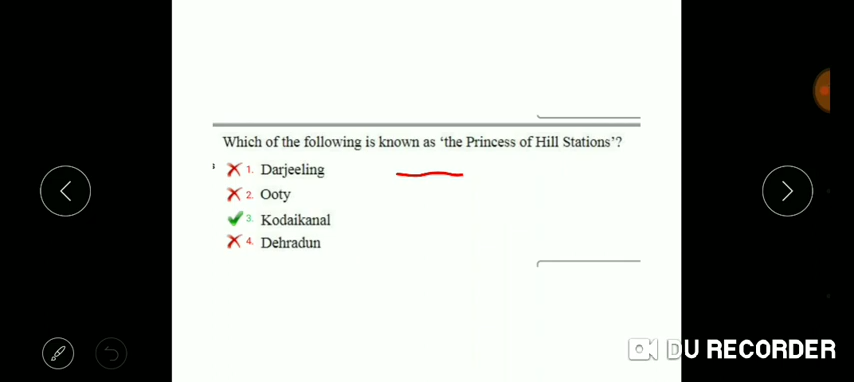 Which of the following is known as ‘the Princess of Hill Stations’?
1. Darjeeling
2. Ooty
3. Kodaikanal
4. Dehradun
DU RECORDER